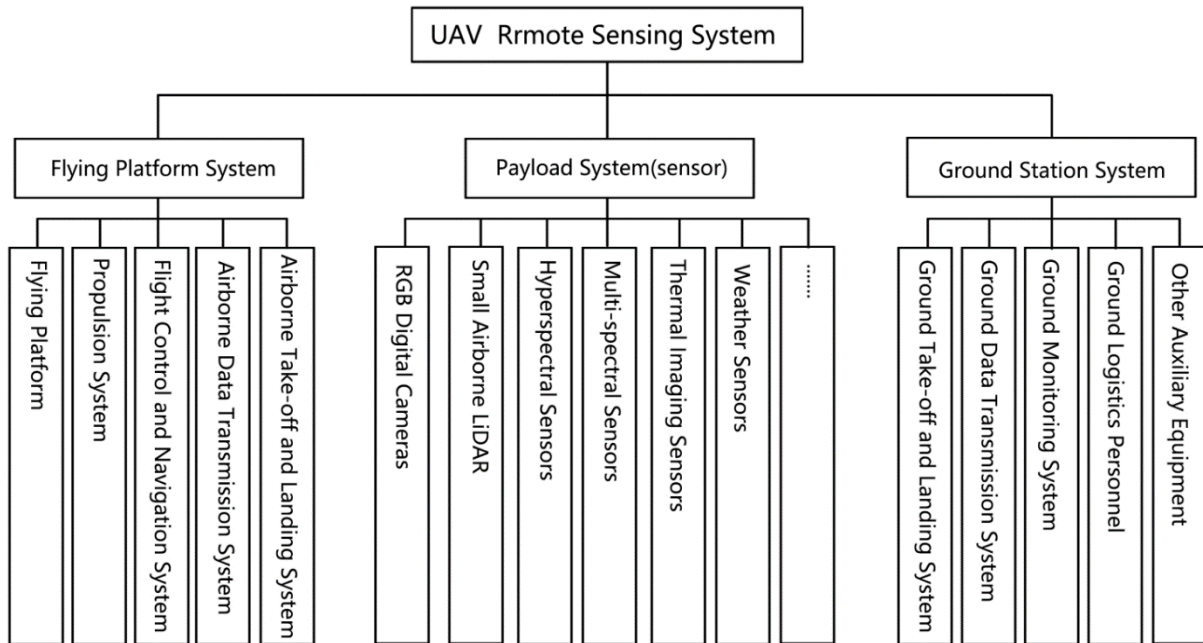 UAV Rrmote Sensing System
Flying Platform System
Payload System(sensor)
Ground Station System
Flying Platform
Propulsion System
Flight Control and Navigation System
Airborne Data Transmission System
Airborne Take-off and Landing System
RGB Digital Cameras
Small Airborne LiDAR
Hyperspectral Sensors
Multi-spectral Sensors
Thermal Imaging Sensors
Weather Sensors
......
Ground Take-off and Landing System
Ground Data Transmission System
Ground Monitoring System
Ground Logistics Personnel
Other Auxiliary Equipment